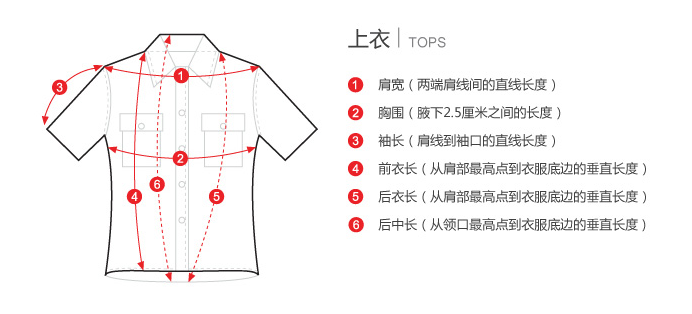 上衣 | TOPS
1 肩宽（两端肩线间的直线长度）
2 胸围（腋下2.5厘米之间的长度）
3 袖长（肩线到袖口的直线长度）
4 前衣长（从肩部最高点到衣服底边的垂直长度）
5 后衣长（从肩部最高点到衣服底边的垂直长度）
6 后中长（从领口最高点到衣服底边的垂直长度）
1
3
2
6
4
5